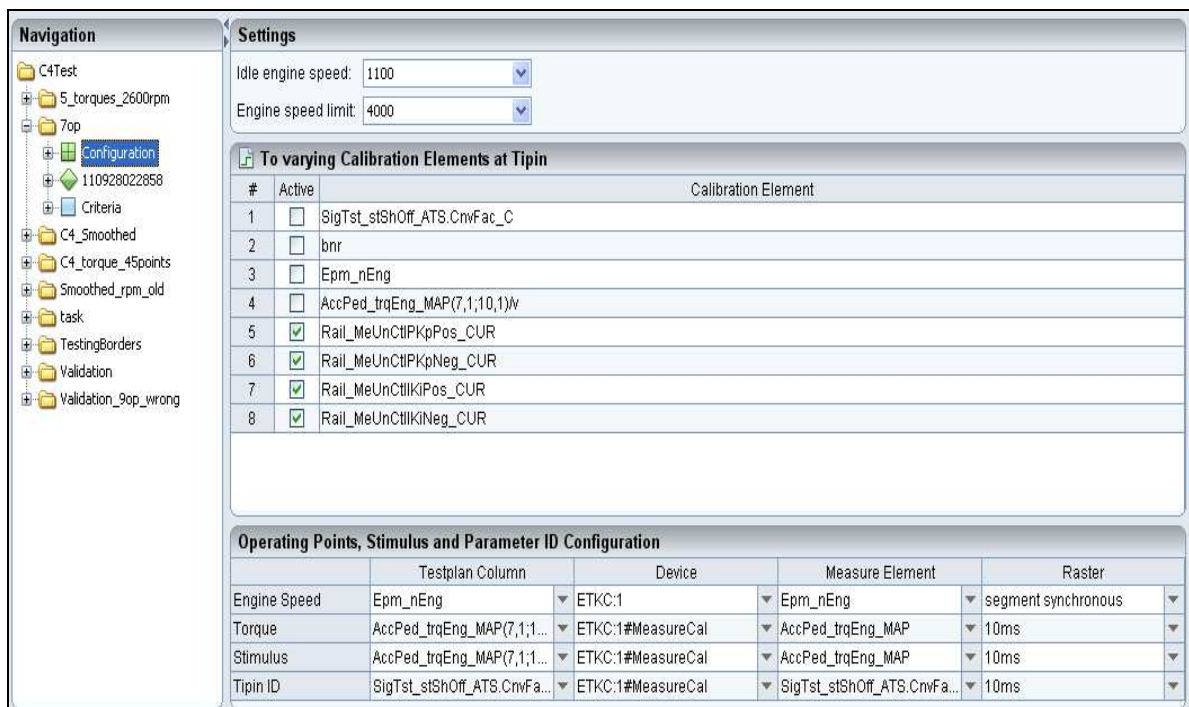 Navigation
C4Test
5_torques_2600rpm
7op
Configuration
110928022858
Criteria
C4_Smoothed
C4_torque_45points
Smoothed_rpm_old
task
TestingBorders
Validation
Validation_9op_wrong
Settings
Idle engine speed: 1100
Engine speed limit: 4000
To varying Calibration Elements at Tipin
# Active Calibration Element
1 SigTst_stShOff_ATS.CnvFac_C
2 bnr
3 Epm_nEng
4 AccPed_trqEng_MAP(7,1;10,1)/v
5 Rail_MeUnCtlPKpPos_CUR
6 Rail_MeUnCtlPKpNeg_CUR
7 Rail_MeUnCtlIKiPos_CUR
8 Rail_MeUnCtlIKiNeg_CUR
Operating Points, Stimulus and Parameter ID Configuration
Testplan Column Device Measure Element Raster
Engine Speed Epm_nEng ETKC:1 Epm_nEng segment synchronous
Torque AccPed_trqEng_MAP(7,1;1... ETKC:1#MeasureCal AccPed_trqEng_MAP 10ms
Stimulus AccPed_trqEng_MAP(7,1;1... ETKC:1#MeasureCal AccPed_trqEng_MAP 10ms
Tipin ID SigTst_stShOff_ATS.CnvFa... ETKC:1#MeasureCal SigTst_stShOff_ATS.CnvFa... 10ms